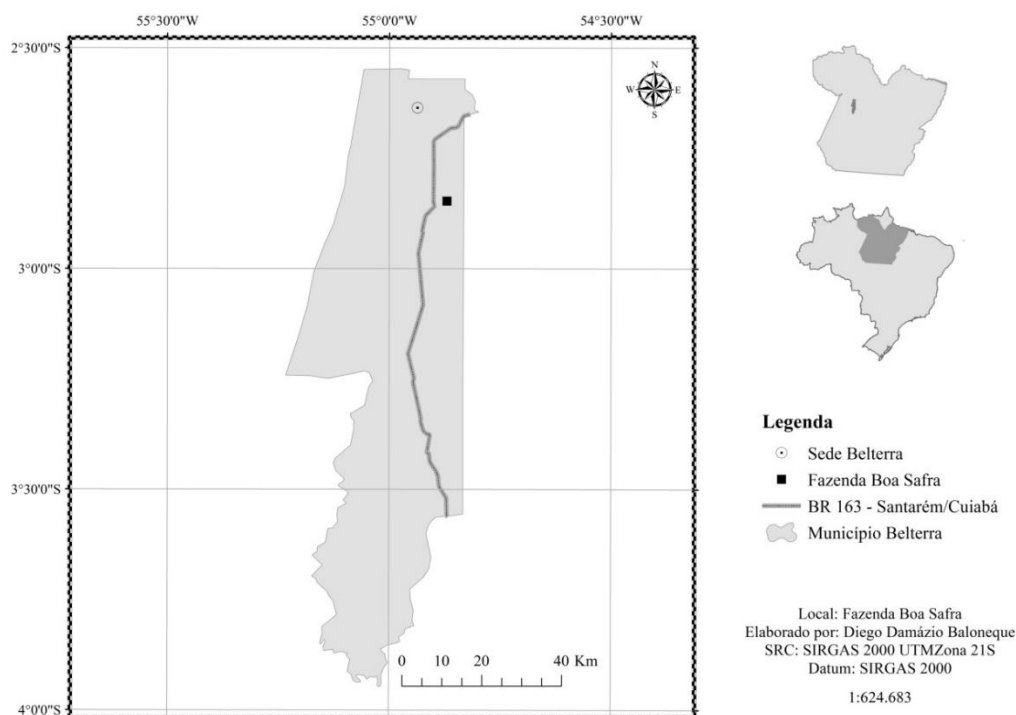 55°30'0"W
55°00'0"W
54°30'0"W
2°30'0"S
3°0'0"S
3°30'0"S
4°0'0"S
N
W
E
S
0
10
20
40 Km
Legenda
Sede Belterra
Fazenda Boa Safra
BR 163 - Santarém/Cuiabá
Município Belterra
Local: Fazenda Boa Safra
Elaborado por: Diego Damázio Baloneque
SRC: SIRGAS 2000 UTMZona 21S
Datum: SIRGAS 2000
1:624.683